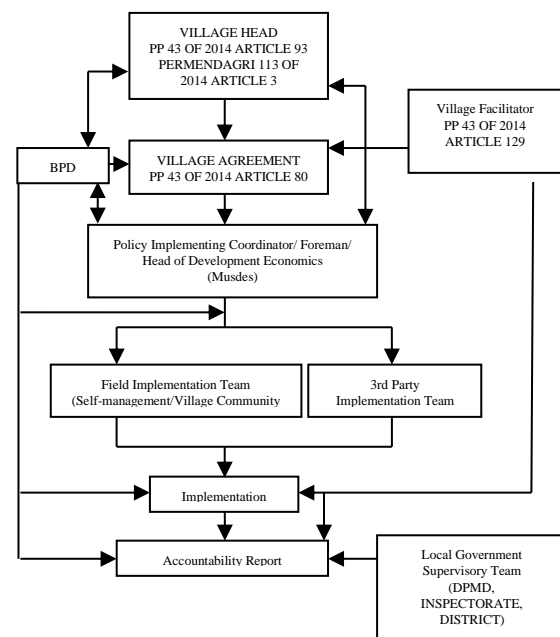 VILLAGE HEAD
PP 43 OF 2014 ARTICLE 93
PERMENDAGRI 113 OF
2014 ARTICLE 3
Village Facilitator
PP 43 OF 2014
ARTICLE 129
BPD
VILLAGE AGREEMENT
PP 43 OF 2014 ARTICLE 80
Policy Implementing Coordinator/ Foreman/
Head of Development Economics
(Musdes)
Field Implementation Team
(Self-management/Village Community
3rd Party
Implementation Team
Implementation
Accountability Report
Local Government
Supervisory Team
(DPMD,
INSPECTORATE,
DISTRICT)